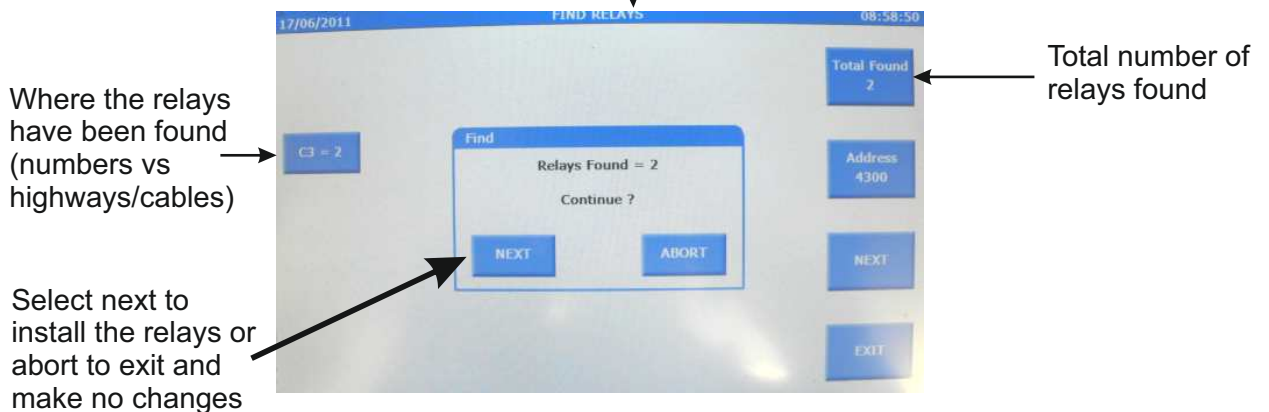 17/06/2011
FIND RELAYS
08:58:50
Total Found
2
Total number of
relays found
Where the relays
have been found
(numbers vs
highways/cables)
C3 = 2
Find
Relays Found = 2
Continue ?
NEXT
ABORT
Address
4300
NEXT
EXIT
Select next to
install the relays or
abort to exit and
make no changes